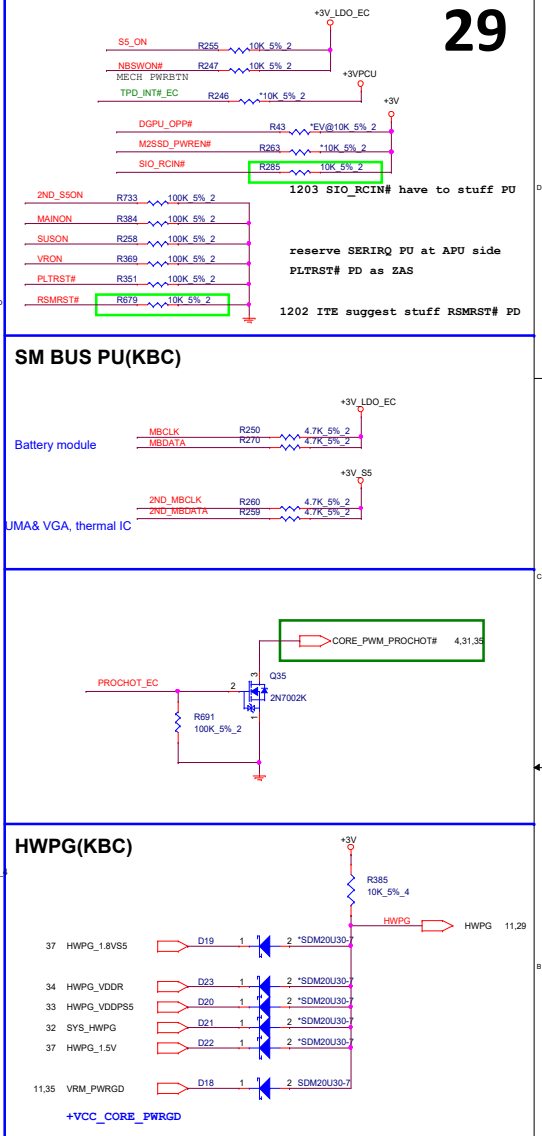 29
+3V_LDO_EC
S5_ON R255 10K_5%_2
NBSWON# R247 10K_5%_2
MECH PWRBTN
+3VPCU
TPD_INT#_EC R246 *10K_5%_2
+3V
DGPU_OPP# R43 *EV@10K_5%_2
M2SSD_PWREN# R263 *10K_5%_2
SIO_RCIN# R285 10K_5%_2
1203 SIO_RCIN# have to stuff PU
D
2ND_S5ON R733 100K_5%_2
MAINON R384 100K_5%_2
SUSON R258 100K_5%_2
VRON R369 100K_5%_2
PLTRST# R351 100K_5%_2
RSMRST# R679 10K_5%_2
reserve SERIRQ PU at APU side
PLTRST# PD as ZAS
1202 ITE suggest stuff RSMRST# PD
SM BUS PU(KBC)
+3V_LDO_EC
Battery module
MBCLK R250 4.7K_5%_2
MBDATA R270 4.7K_5%_2
+3V_S5
2ND_MBCLK R260 4.7K_5%_2
2ND_MBDATA R259 4.7K_5%_2
UMA& VGA, thermal IC
C
CORE_PWM_PROCHOT# 4,31,35
3
Q35
PROCHOT_EC 2
2N7002K
1
R691
100K_5%_2
HWPG(KBC)
+3V
R385
10K_5%_4
HWPG HWPG 11,29
37 HWPG_1.8VS5 D19 1 2 *SDM20U30-7
B
34 HWPG_VDDR D23 1 2 *SDM20U30-7
33 HWPG_VDDPS5 D20 1 2 *SDM20U30-7
32 SYS_HWPG D21 1 2 *SDM20U30-7
37 HWPG_1.5V D22 1 2 *SDM20U30-7
11,35 VRM_PWRGD D18 1 2 SDM20U30-7
+VCC_CORE_PWRGD